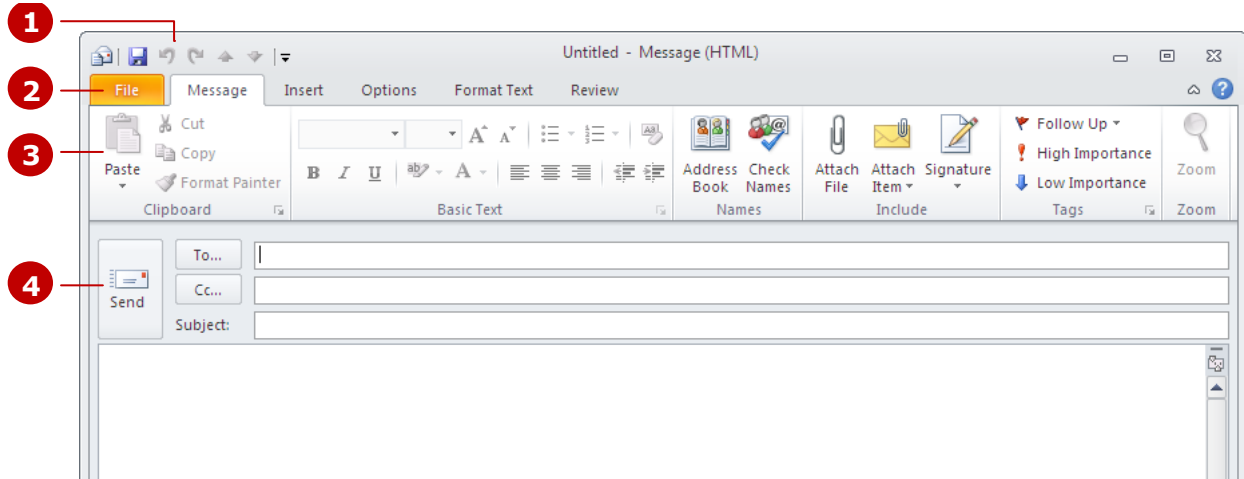 1
Untitled - Message (HTML)
2
File Message Insert Options Format Text Review
3
Paste
Cut
Copy
Format Painter
Clipboard
A A
B I U ab A
Basic Text
Address Book
Check Names
Names
Attach File
Attach Item
Signature
Include
Follow Up
High Importance
Low Importance
Tags
Zoom
Zoom
4
Send
To...
Cc...
Subject: